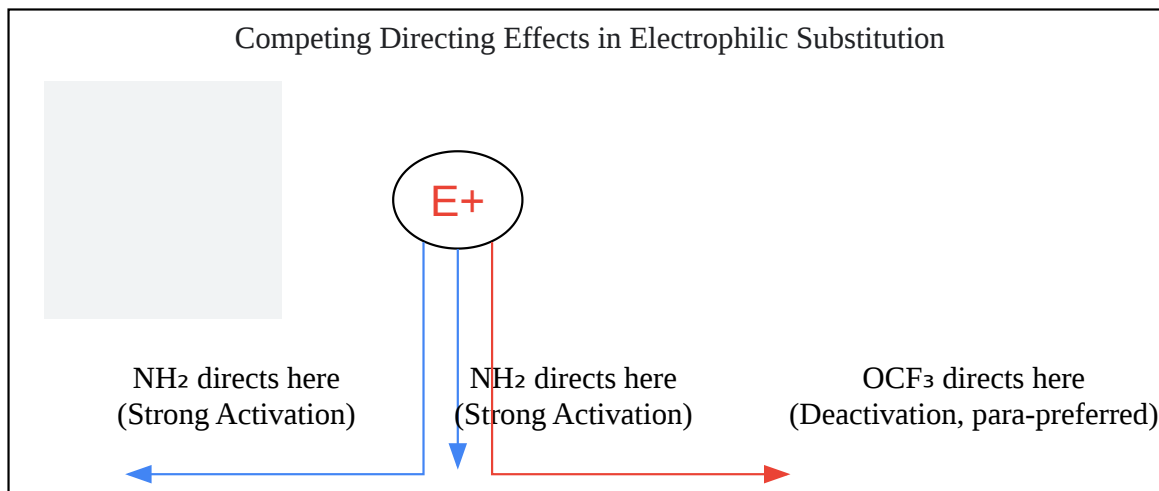 Competing Directing Effects in Electrophilic Substitution
E+
NH₂ directs here
(Strong Activation)
NH₂ directs here
(Strong Activation)
OCF₃ directs here
(Deactivation, para-preferred)